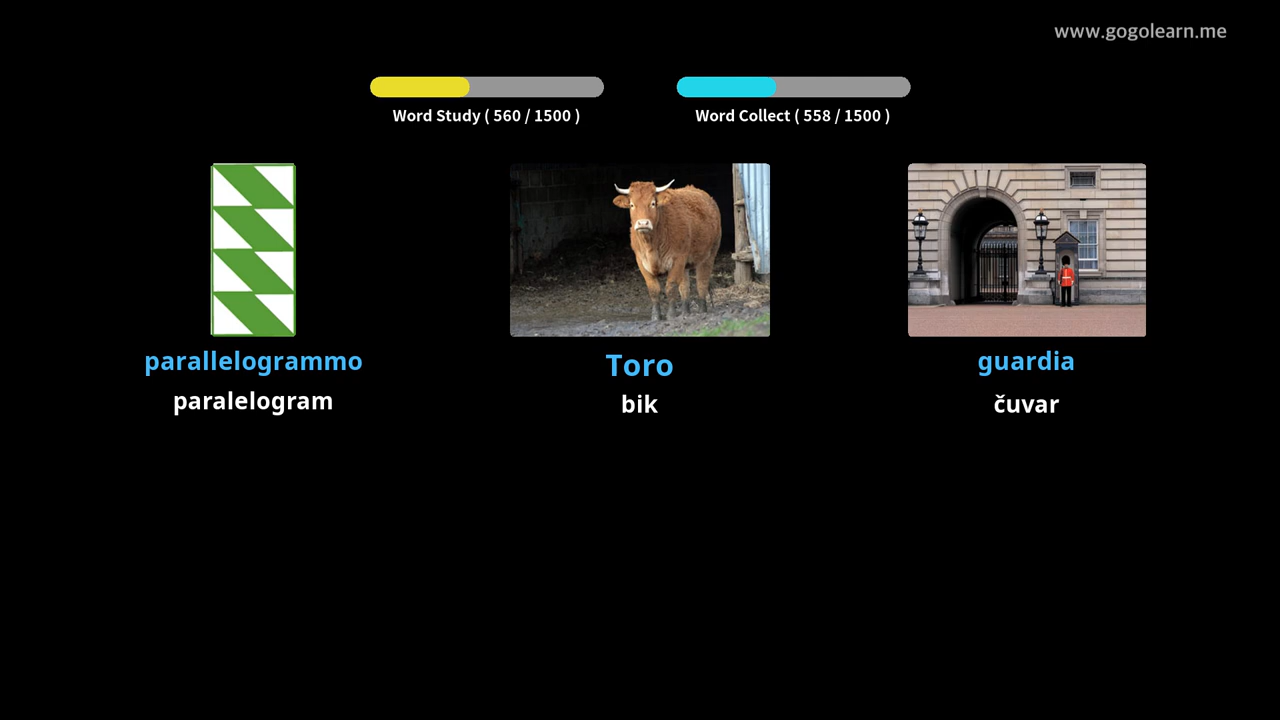 www.gogolearn.me
Word Study ( 560 / 1500 )
Word Collect ( 558 / 1500 )
parallelogrammo
paralelogram
Toro
bik
guardia
čuvar